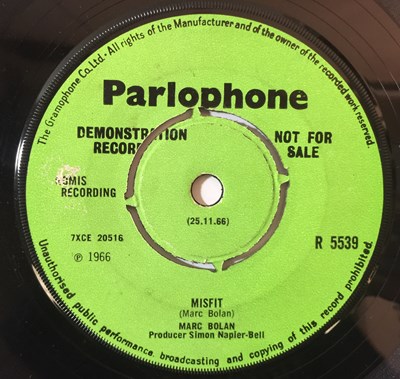 The Gramophone Co. Ltd · All rights of the Manufacturer and of the owner of the recorded work reserved.
Parlophone
DEMONSTRATION NOT FOR
RECORD SALE
RECORDING
(25.11.66)
7XCE 20516
R 5539
℗ 1966
MISFIT
(Marc Bolan)
MARC BOLAN
Producer Simon Napier-Bell
Unauthorised public performance, broadcasting and copying of this record prohibited.